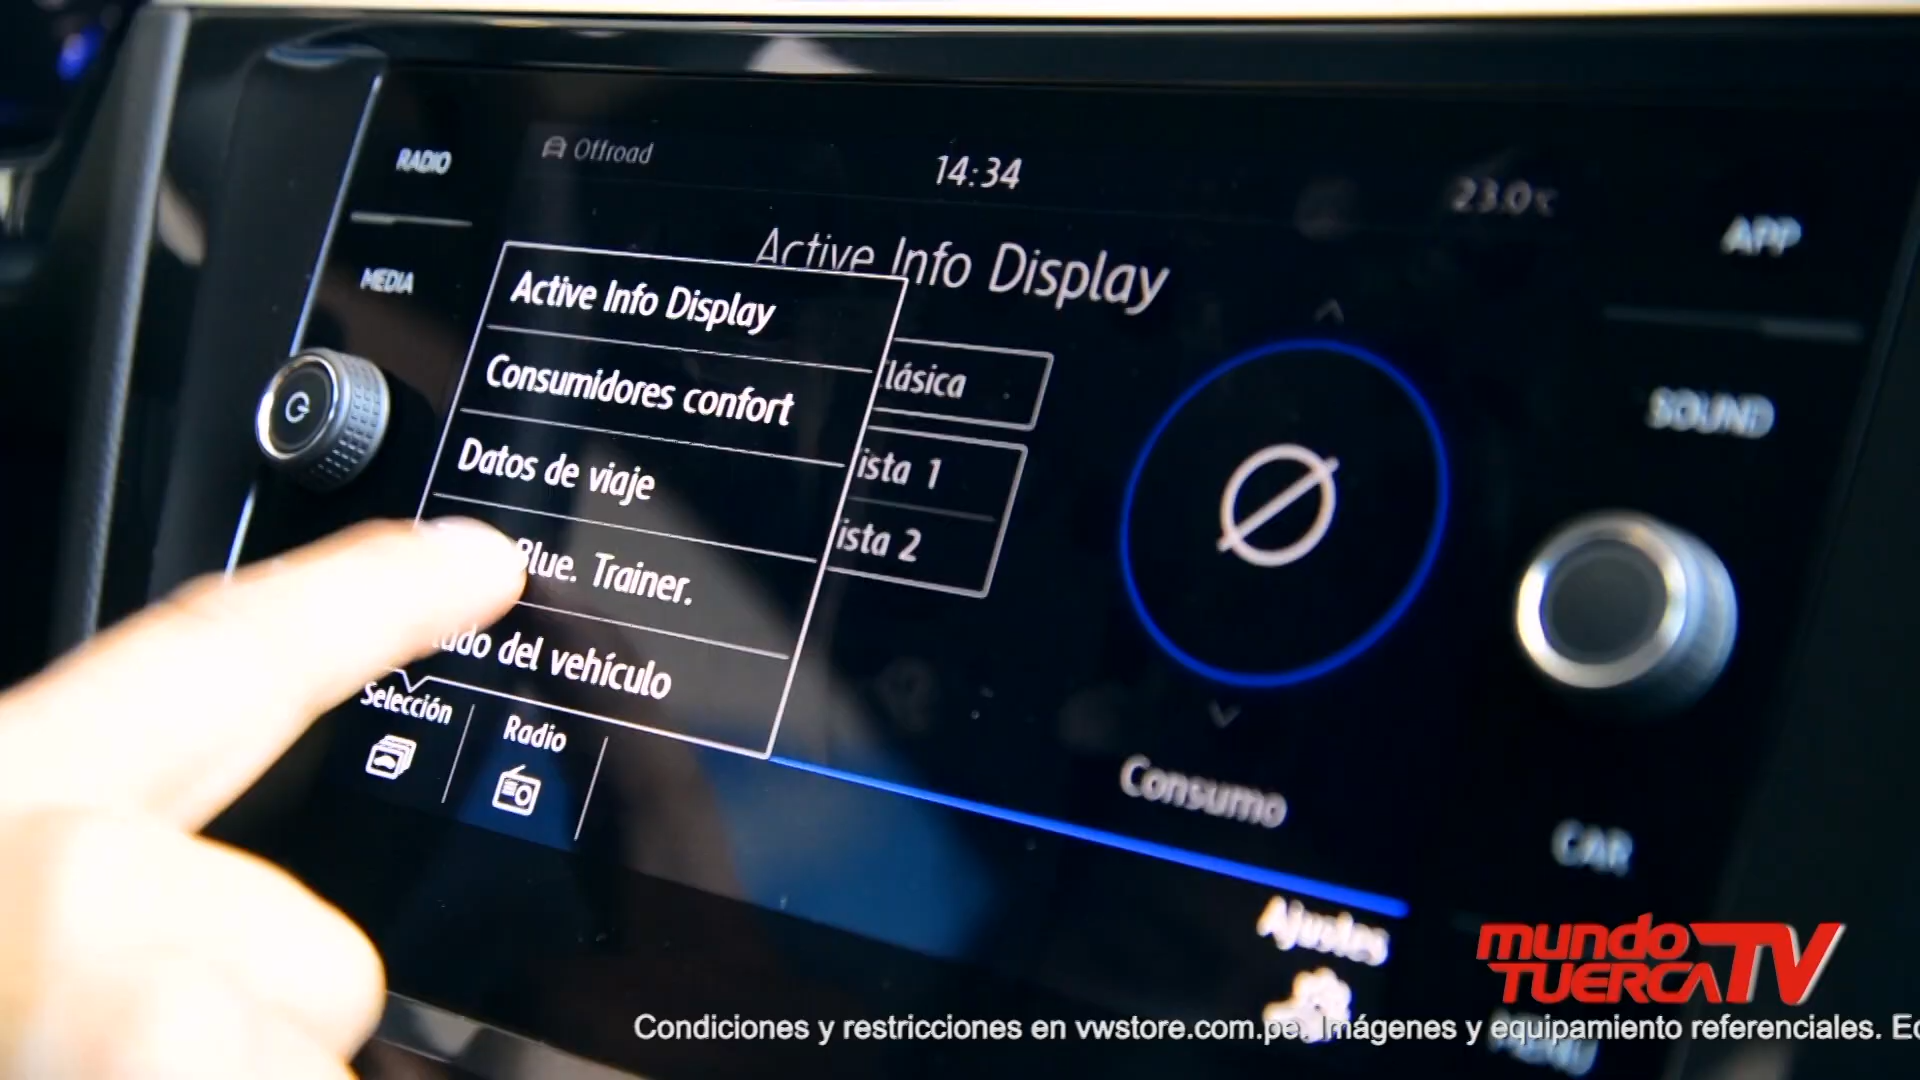 RADIO
Offroad
14:34
23.0°C
APP
MEDIA
Active Info Display
Active Info Display
Consumidores confort
Datos de viaje
Blue. Trainer.
del vehículo
lásica
ista 1
ista 2
SOUND
Selección
Radio
Consumo
CAR
Ajustes
MENU
mundo
TUERCA TV
Condiciones y restricciones en vwstore.com.pe. Imágenes y equipamiento referenciales.